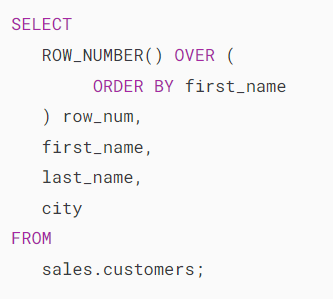 SELECT
   ROW_NUMBER() OVER (
        ORDER BY first_name
   ) row_num,
   first_name,
   last_name,
   city
FROM
   sales.customers;